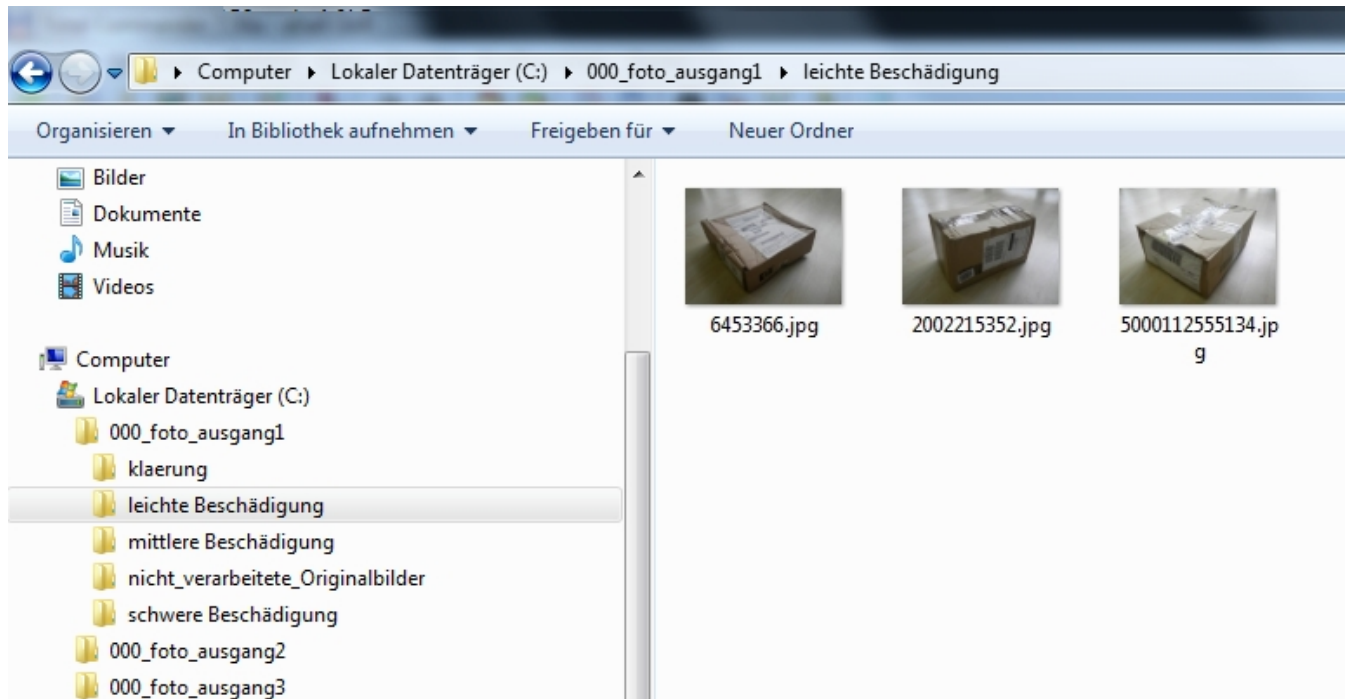 Computer ▸ Lokaler Datenträger (C:) ▸ 000_foto_ausgang1 ▸ leichte Beschädigung
Organisieren In Bibliothek aufnehmen Freigeben für Neuer Ordner
Bilder
Dokumente
Musik
Videos
Computer
Lokaler Datenträger (C:)
000_foto_ausgang1
klaerung
leichte Beschädigung
mittlere Beschädigung
nicht_verarbeitete_Originalbilder
schwere Beschädigung
000_foto_ausgang2
000_foto_ausgang3
6453366.jpg
2002215352.jpg
5000112555134.jp
g